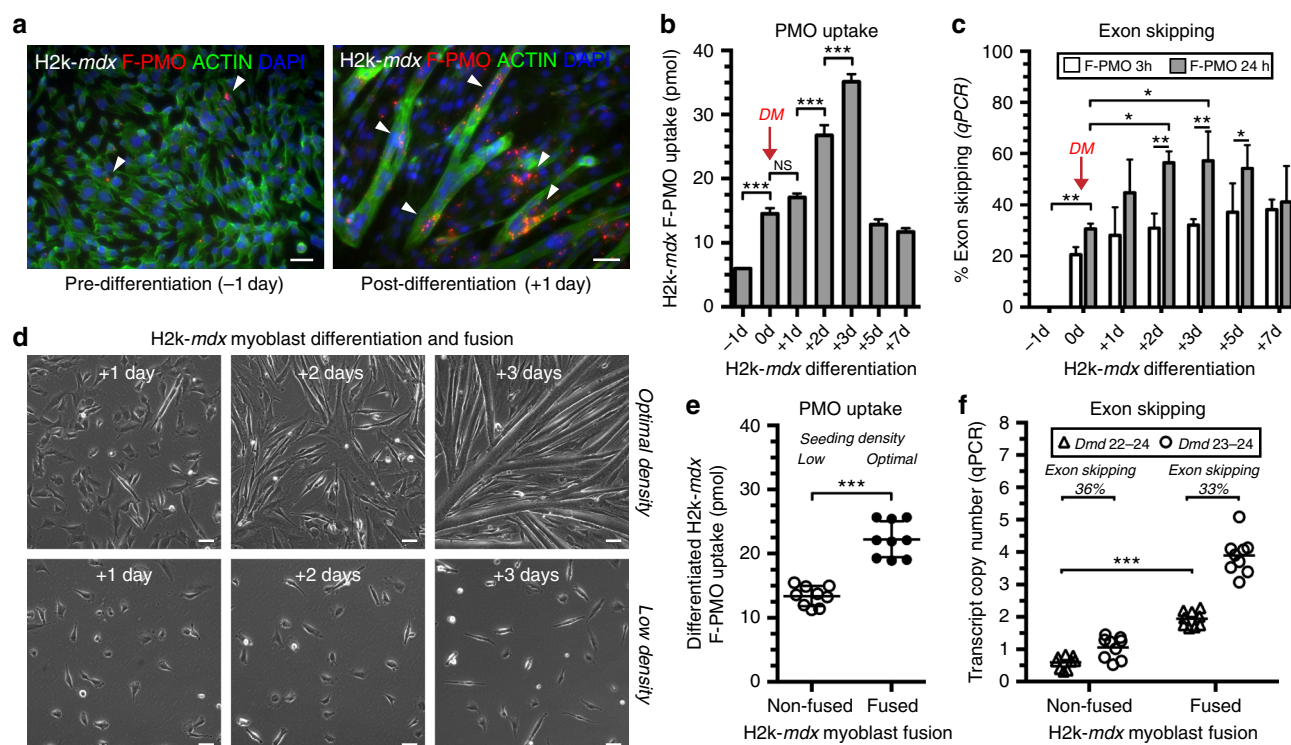 a
H2k-mdx F-PMO ACTIN DAPI
H2k-mdx F-PMO ACTIN DAPI
Pre-differentiation (–1 day)
Post-differentiation (+1 day)
b
PMO uptake
H2k-mdx F-PMO uptake (pmol)
40
30
20
10
0
***
DM
NS
***
***
–1d
0d
+1d
+2d
+3d
+5d
+7d
H2k-mdx differentiation
c
Exon skipping
% Exon skipping (qPCR)
100
80
60
40
20
0
F-PMO 3h
F-PMO 24 h
*
*
**
*
**
DM
**
–1d
0d
+1d
+2d
+3d
+5d
+7d
H2k-mdx differentiation
d
H2k-mdx myoblast differentiation and fusion
+1 day
+2 days
+3 days
Optimal density
+1 day
+2 days
+3 days
Low density
e
PMO uptake
Differentiated H2k-mdx
F-PMO uptake (pmol)
40
30
20
10
0
Seeding density
Low
Optimal
***
Non-fused
Fused
H2k-mdx myoblast fusion
f
Exon skipping
Transcript copy number (qPCR)
8
7
6
5
4
3
2
1
0
Dmd 22–24
Dmd 23–24
Exon skipping
36%
Exon skipping
33%
***
Non-fused
Fused
H2k-mdx myoblast fusion